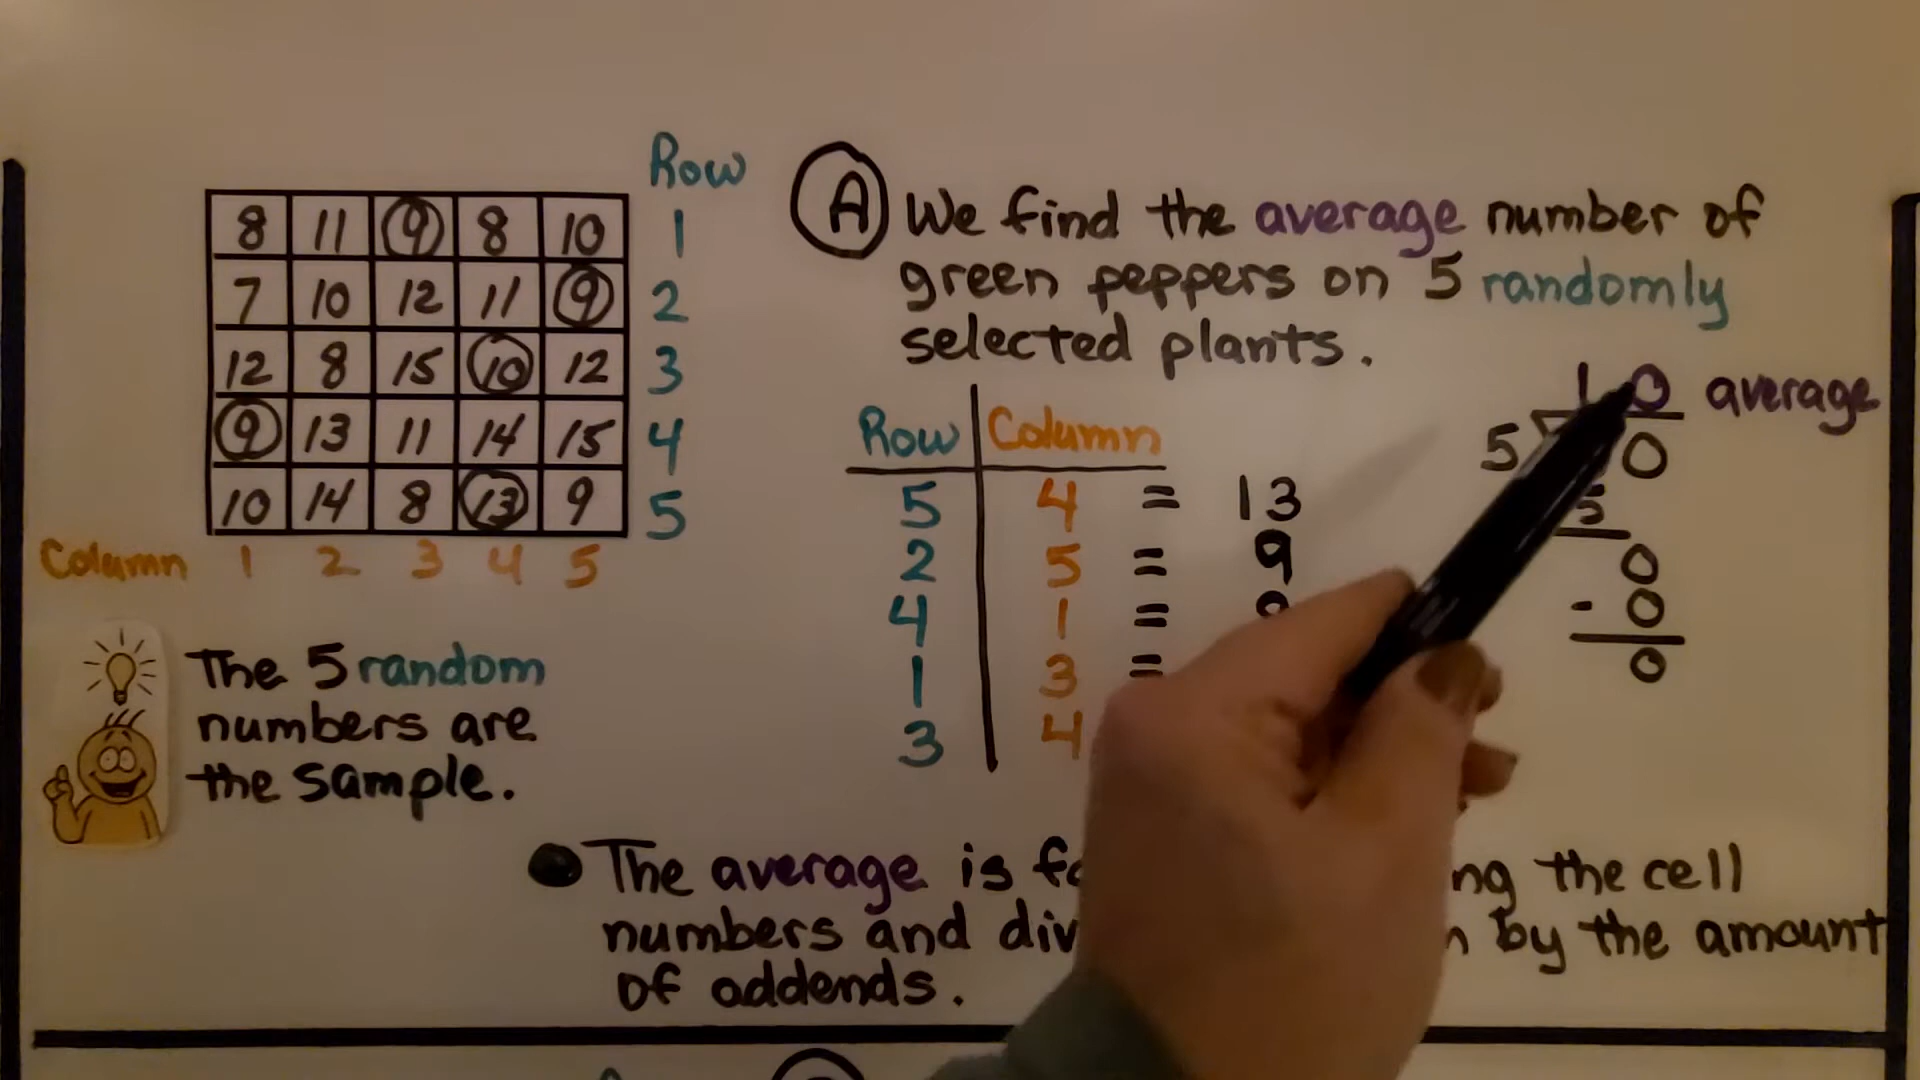 Row
8 11 9 8 10 1
7 10 12 11 9 2
12 8 15 10 12 3
9 13 11 14 15 4
10 14 8 13 9 5
Column 1 2 3 4 5
The 5 random
numbers are
the sample.
A We find the average number of
green peppers on 5 randomly
selected plants.
Row Column
5 4 = 13
2 5 = 9
4 1 =
1 3 =
3 4
10 average
5 0
5
0
- 0
0
The average is the cell
numbers and by the amount
of addends.